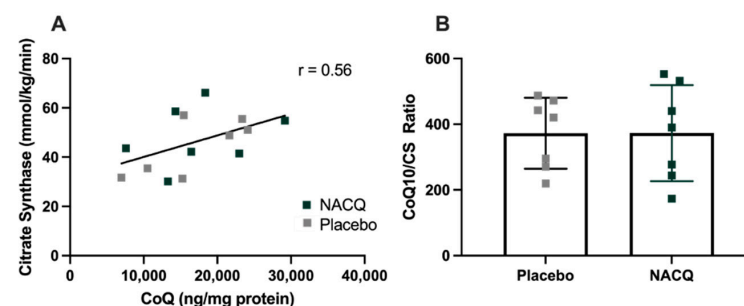 A
Citrate Synthase (mmol/kg/min)
80
60
40
20
0
r = 0.56
NACQ
Placebo
0
10,000
20,000
30,000
40,000
CoQ (ng/mg protein)
B
CoQ10/CS Ratio
600
400
200
0
Placebo
NACQ